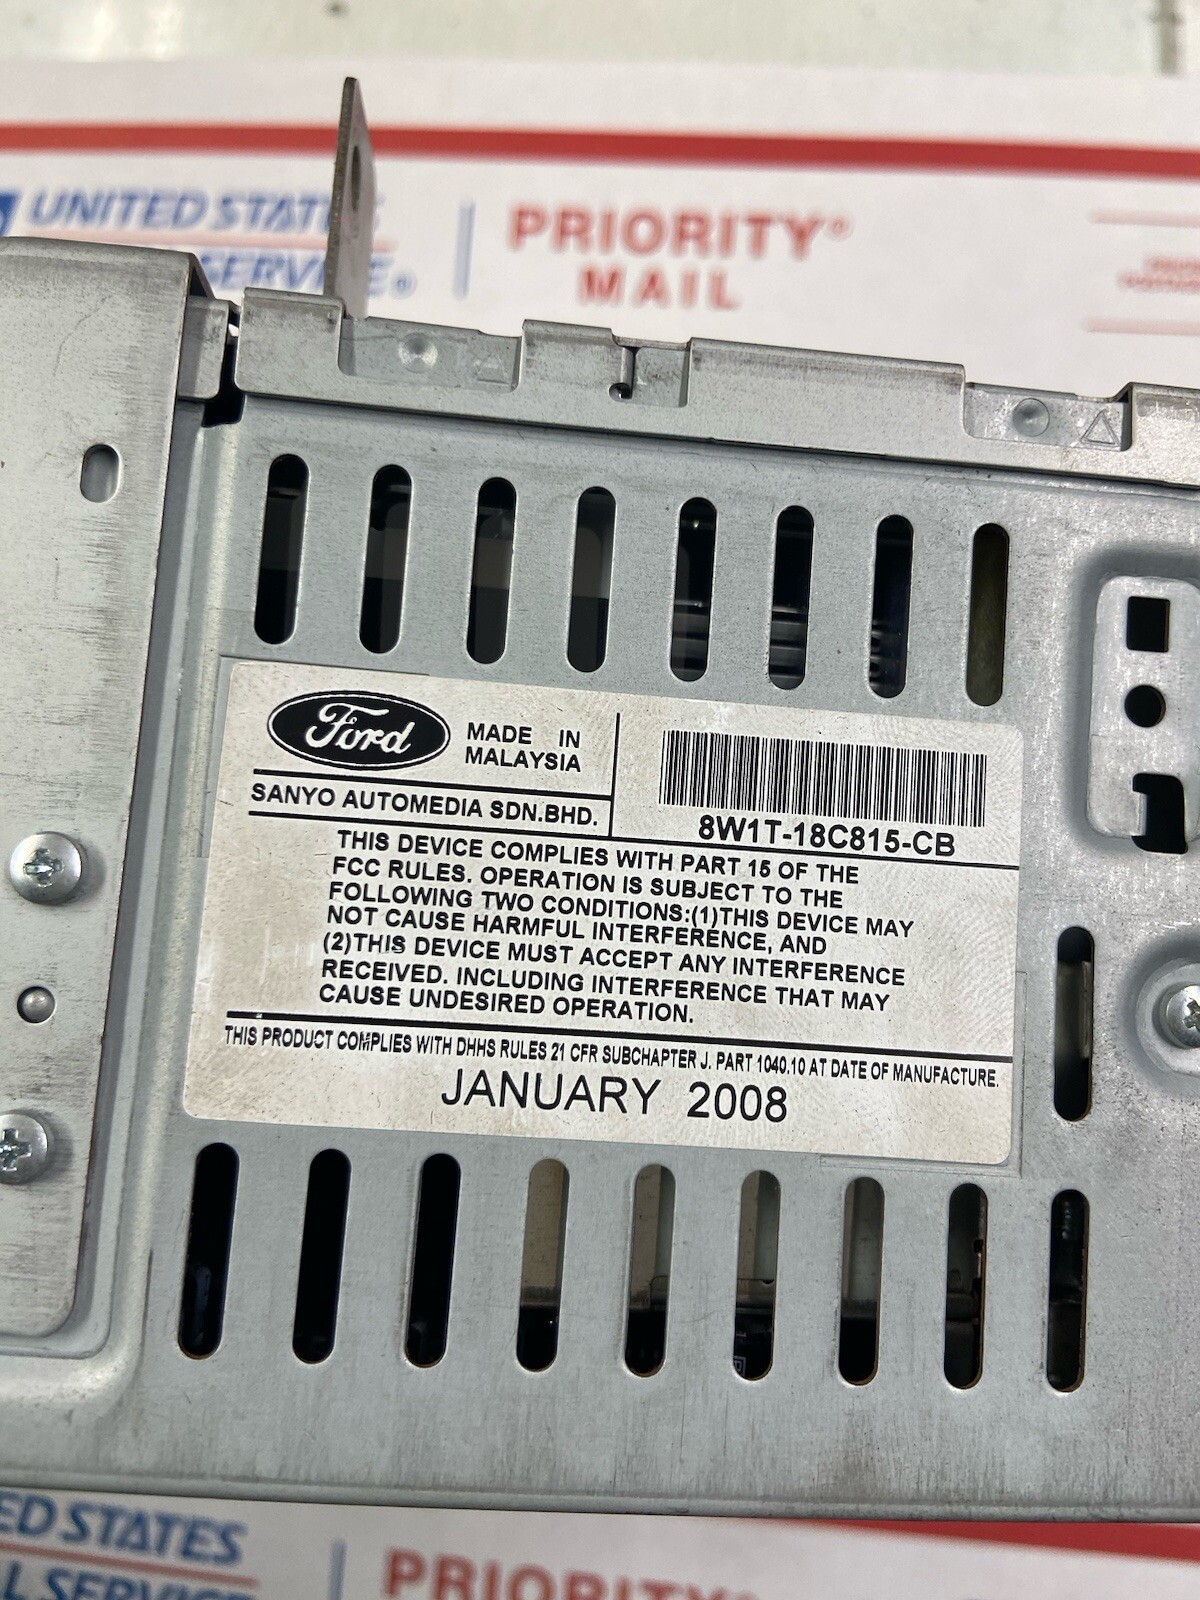 UNITED STATES
SERVICE®
PRIORITY®
MAIL
Ford
MADE IN
MALAYSIA
SANYO AUTOMEDIA SDN.BHD.
8W1T-18C815-CB
THIS DEVICE COMPLIES WITH PART 15 OF THE
FCC RULES. OPERATION IS SUBJECT TO THE
FOLLOWING TWO CONDITIONS:(1)THIS DEVICE MAY
NOT CAUSE HARMFUL INTERFERENCE, AND
(2)THIS DEVICE MUST ACCEPT ANY INTERFERENCE
RECEIVED. INCLUDING INTERFERENCE THAT MAY
CAUSE UNDESIRED OPERATION.
THIS PRODUCT COMPLIES WITH DHHS RULES 21 CFR SUBCHAPTER J. PART 1040.10 AT DATE OF MANUFACTURE.
JANUARY 2008
ED STATES
L SERVICE
PRIORITY®